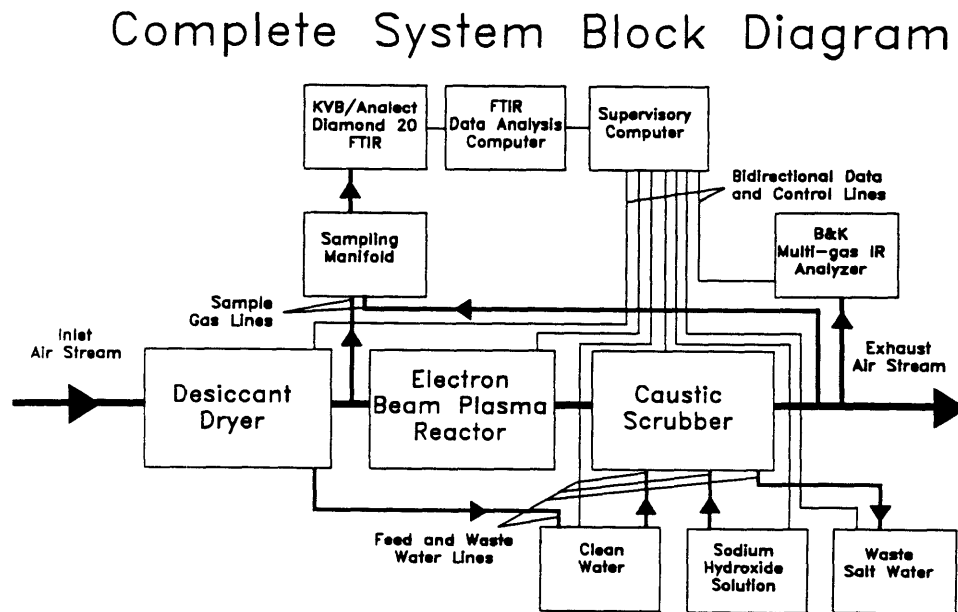 Complete System Block Diagram
KVB/Analect
Diamond 20
FTIR
FTIR
Data Analysis
Computer
Supervisory
Computer
Bidirectional Data
and Control Lines
Sampling
Manifold
B&K
Multi-gas IR
Analyzer
Sample
Gas Lines
Inlet
Air Stream
Exhaust
Air Stream
Desiccant
Dryer
Electron
Beam Plasma
Reactor
Caustic
Scrubber
Feed and Waste
Water Lines
Clean
Water
Sodium
Hydroxide
Solution
Waste
Salt Water